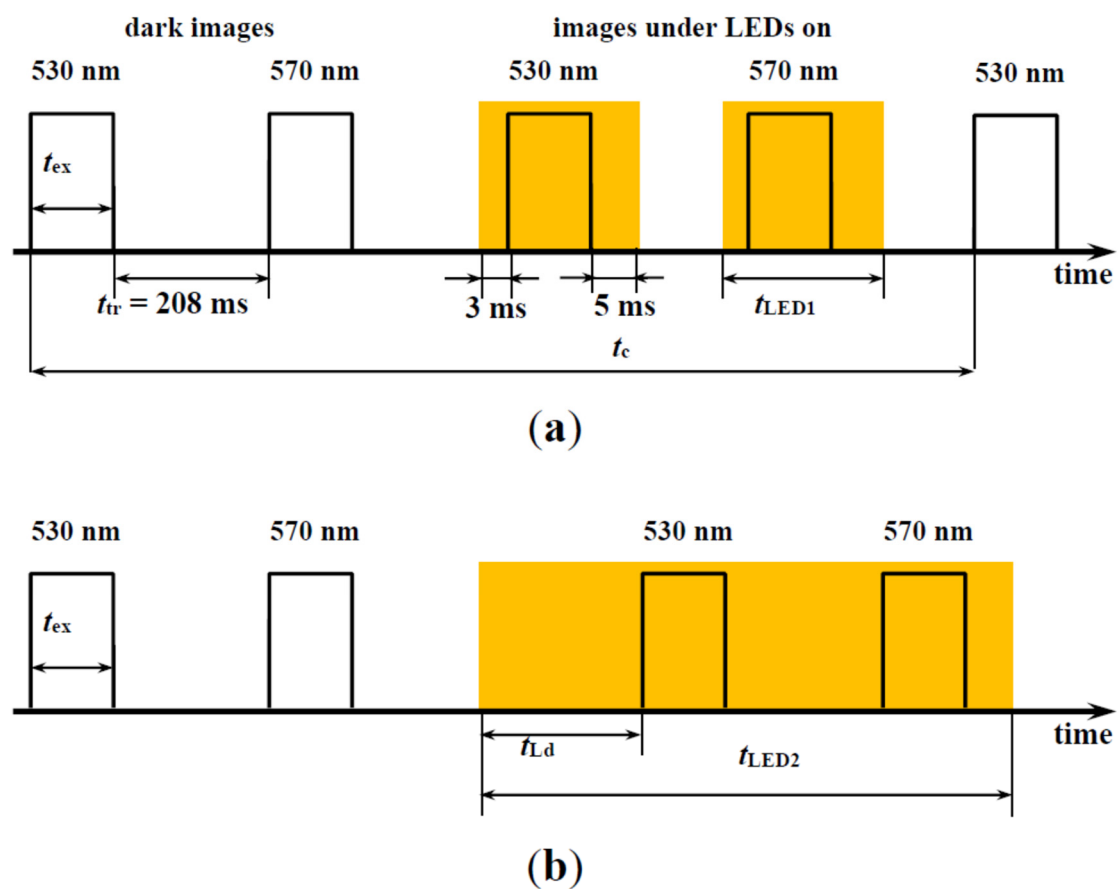 dark images images under LEDs on
530 nm 570 nm 530 nm 570 nm 530 nm
tex
time
ttr = 208 ms 3 ms 5 ms tLED1
tc
(a)
530 nm 570 nm 530 nm 570 nm
tex
time
tLd tLED2
(b)